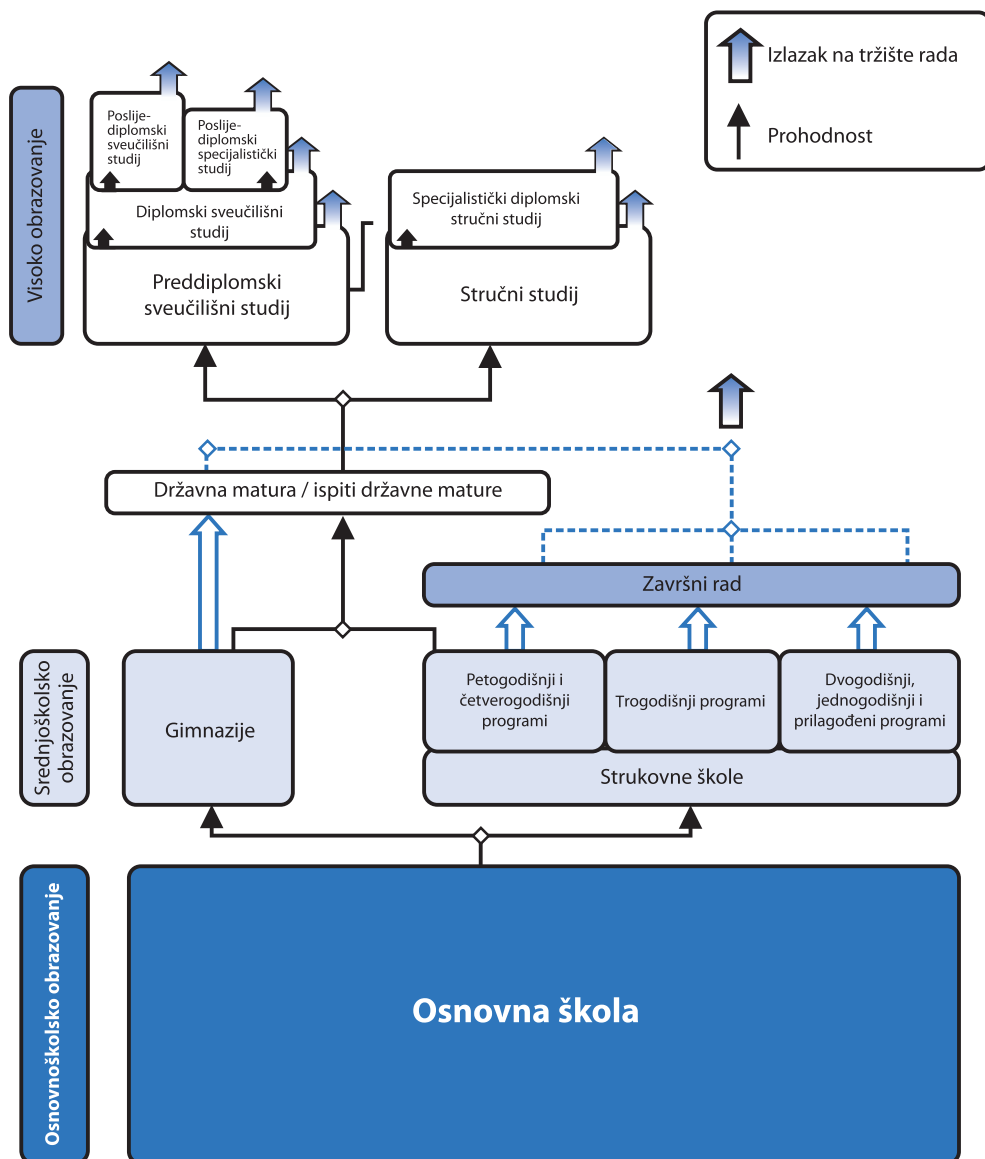 Izlazak na tržište rada
Prohodnost
Visoko obrazovanje
Poslije-
diplomski
sveučilišni
studij
Poslije-
diplomski
specijalistički
studij
Diplomski sveučilišni
studij
Preddiplomski
sveučilišni studij
Specijalistički diplomski
stručni studij
Stručni studij
Državna matura / ispiti državne mature
Završni rad
Srednjoškolsko
obrazovanje
Gimnazije
Petogodišnji i
četverogodišnji
programi
Trogodišnji programi
Dvogodišnji,
jednogodišnji i
prilagođeni programi
Strukovne škole
Osnovnoškolsko obrazovanje
Osnovna škola